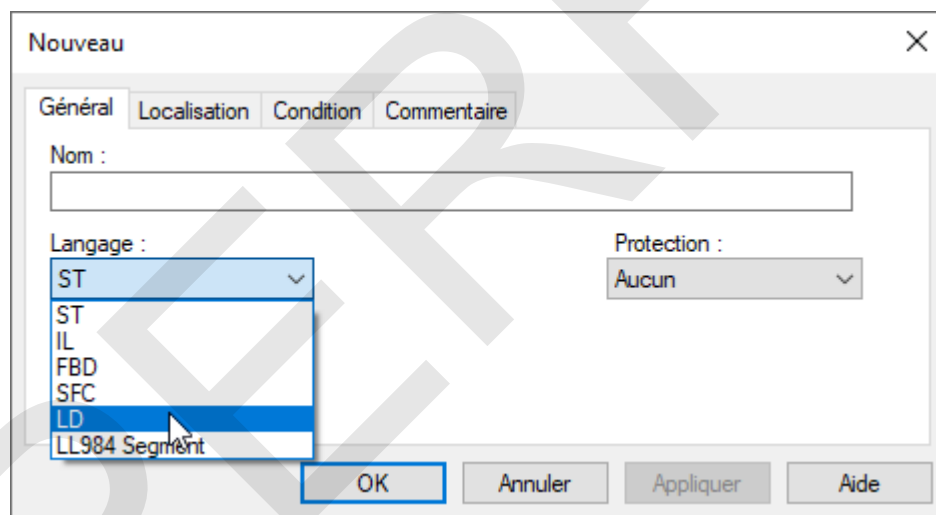 Nouveau
Général Localisation Condition Commentaire
Nom :
Langage : Protection :
ST Aucun
ST
IL
FBD
SFC
LD
LL984 Segment
OK Annuler Appliquer Aide